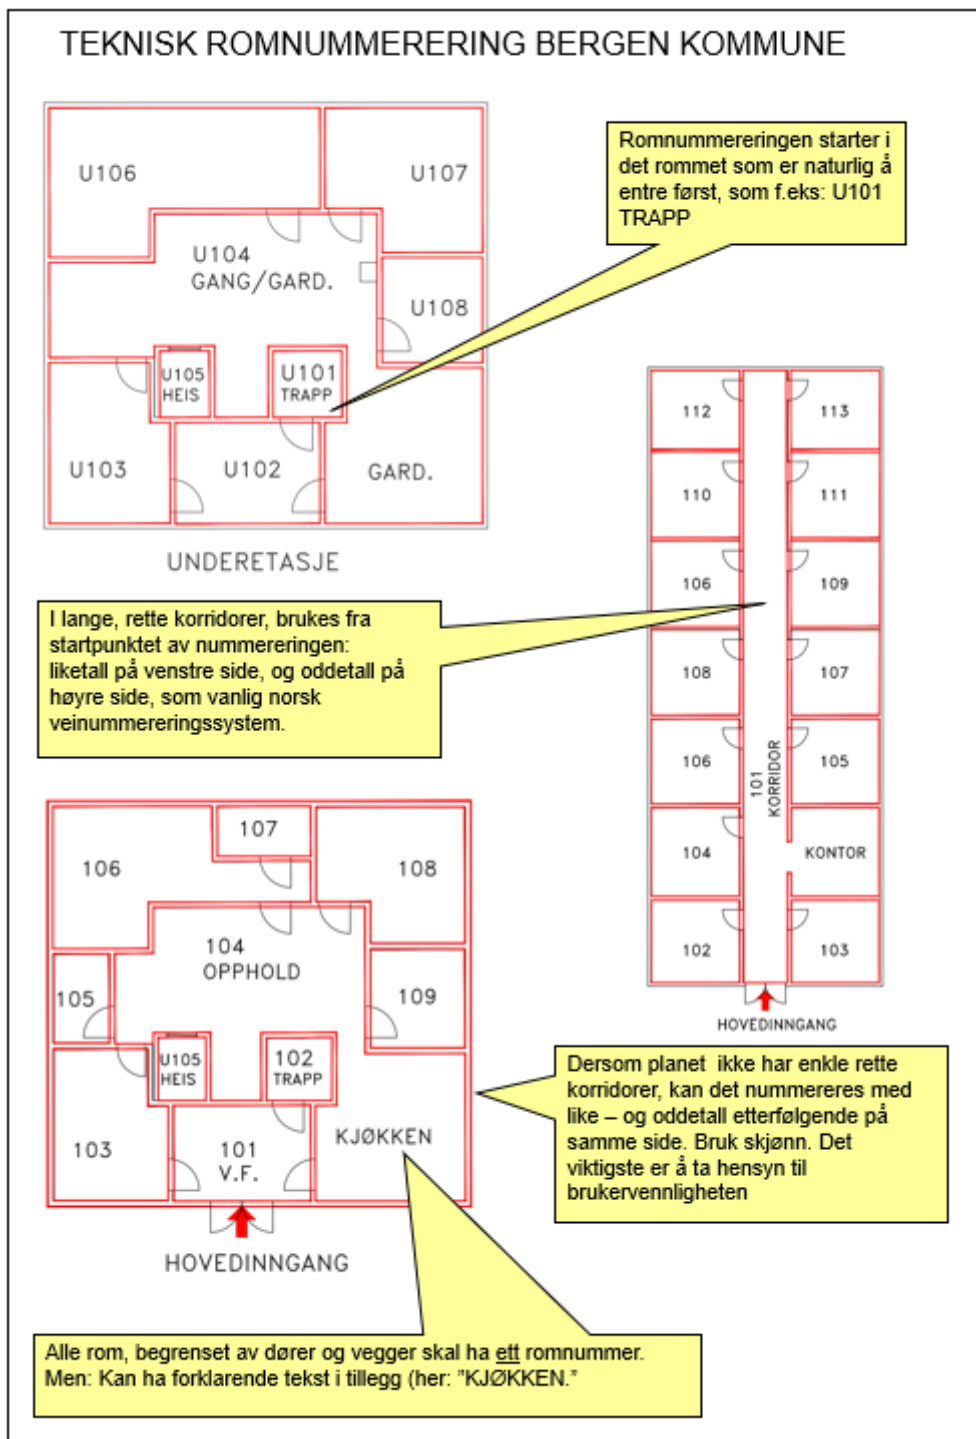 TEKNISK ROMNUMMERERING BERGEN KOMMUNE
U106
U107
U104
GANG/GARD.
U108
U105
HEIS
U101
TRAPP
U103
U102
GARD.
UNDERETASJE
Romnummereringen starter i
det rommet som er naturlig å
entre først, som f.eks: U101
TRAPP
112
113
110
111
106
109
108
107
106
105
101
KORRIDOR
104
KONTOR
102
103
HOVEDINNGANG
I lange, rette korridorer, brukes fra
startpunktet av nummereringen:
liketall på venstre side, og oddetall på
høyre side, som vanlig norsk
veinummereringssystem.
107
106
108
104
OPPHOLD
105
109
U105
HEIS
102
TRAPP
103
101
V.F.
KJØKKEN
HOVEDINNGANG
Dersom planet ikke har enkle rette
korridorer, kan det nummereres med
like – og oddetall etterfølgende på
samme side. Bruk skjønn. Det
viktigste er å ta hensyn til
brukervennligheten
Alle rom, begrenset av dører og vegger skal ha ett romnummer.
Men: Kan ha forklarende tekst i tillegg (her: "KJØKKEN."